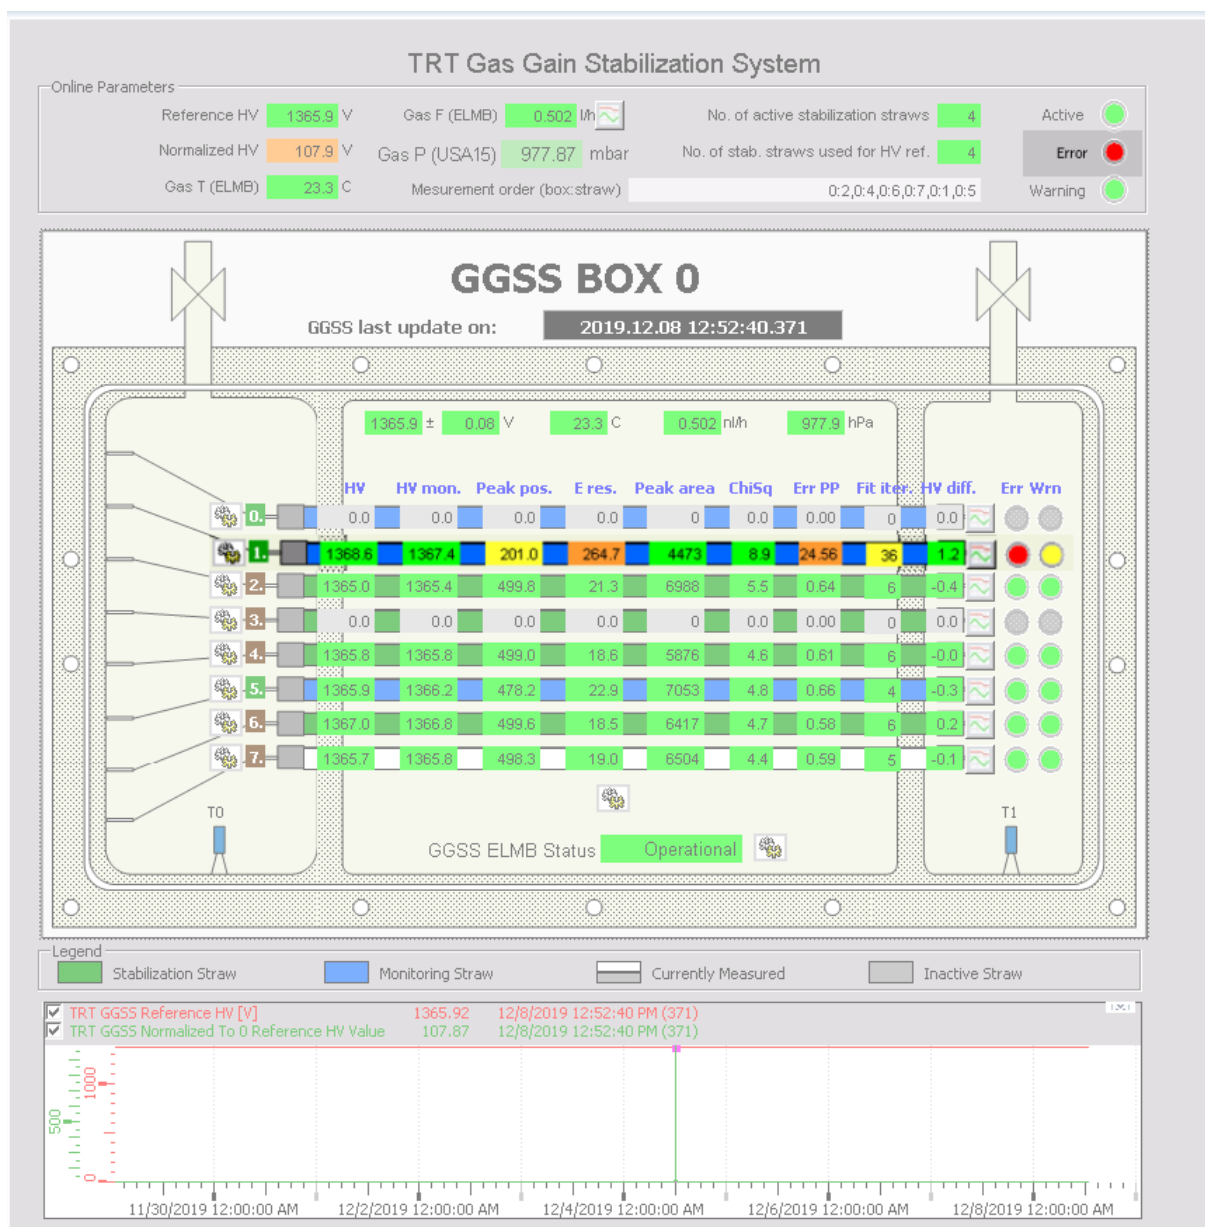 TRT Gas Gain Stabilization System
Online Parameters
Reference HV 1365.9 V Gas F (ELMB) 0.502 l/h No. of active stabilization straws 4 Active
Normalized HV 107.9 V Gas P (USA15) 977.87 mbar No. of stab. straws used for HV ref. 4 Error
Gas T (ELMB) 23.3 C Mesurement order (box:straw) 0:2,0:4,0:6,0:7,0:1,0:5 Warning
GGSS BOX 0
GGSS last update on: 2019.12.08 12:52:40.371
1365.9 ± 0.08 V 23.3 C 0.502 nl/h 977.9 hPa
HV HV mon. Peak pos. E res. Peak area ChiSq Err PP Fit iter. HV diff. Err Wrn
0. 0.0 0.0 0.0 0.0 0 0.0 0.00 0 0.0
1. 1368.6 1367.4 201.0 264.7 4473 8.9 24.56 36 1.2
2. 1365.0 1365.4 499.8 21.3 6988 5.5 0.64 6 -0.4
3. 0.0 0.0 0.0 0.0 0 0.0 0.00 0 0.0
4. 1365.8 1365.8 499.0 18.6 5876 4.6 0.61 6 -0.0
5. 1365.9 1366.2 478.2 22.9 7053 4.8 0.66 4 -0.3
6. 1367.0 1366.8 499.6 18.5 6417 4.7 0.58 6 0.2
7. 1365.7 1365.8 498.3 19.0 6504 4.4 0.59 5 -0.1
T0 T1
GGSS ELMB Status Operational
Legend
Stabilization Straw Monitoring Straw Currently Measured Inactive Straw
TRT GGSS Reference HV [V] 1365.92 12/8/2019 12:52:40 PM (371)
TRT GGSS Normalized To 0 Reference HV Value 107.87 12/8/2019 12:52:40 PM (371)
1000
500
0
11/30/2019 12:00:00 AM 12/2/2019 12:00:00 AM 12/4/2019 12:00:00 AM 12/6/2019 12:00:00 AM 12/8/2019 12:00:00 AM